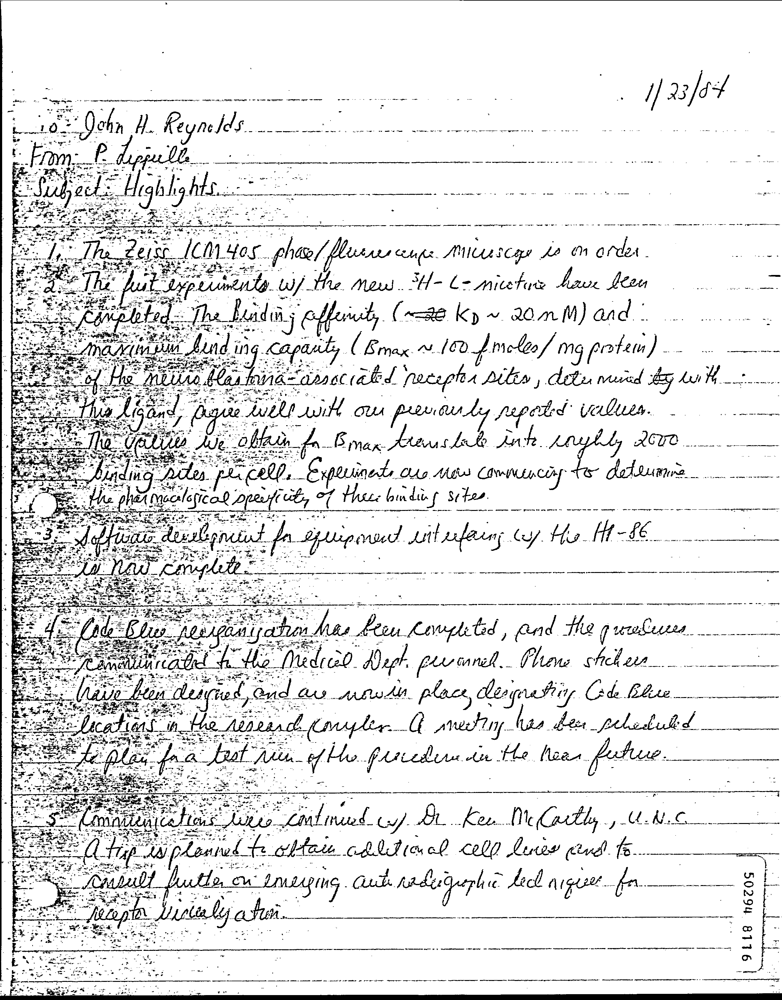 1/23/84
To: John H. Reynolds
From: P. Lippiello
Subject: Highlights
1. The Zeiss ICM 405 phase/fluorescence microscope is on order.
2. The first experiments w/ the new ³H-L-nicotine have been
completed. The binding affinity (~20 KD ~ 20 nM) and
maximum binding capacity (Bmax ~ 100 fmoles/mg protein)
of the neuroblastoma-associated receptor sites, determined by with
this ligand, agree well with our previously reported values.
The values we obtain for Bmax translate into roughly 2000
binding sites per cell. Experiments are now commencing to determine
the pharmacological specificity of these binding sites.
3. Software development for equipment interfacing w/ the H-86
is now complete.
4. Code Blue reorganization has been completed, and the procedures
communicated to the Medical Dept. personnel. Phone stickers
have been designed, and are now in place, designating Code Blue
locations in the research complex. A meeting has been scheduled
to plan for a test run of the procedure in the near future.
5. Communications were continued w/ Dr. Ken McCarthy, U.N.C.
A trip is planned to obtain additional cell lines and to
consult further on emerging autoradiographic techniques for
receptor visualization.
50294 8116